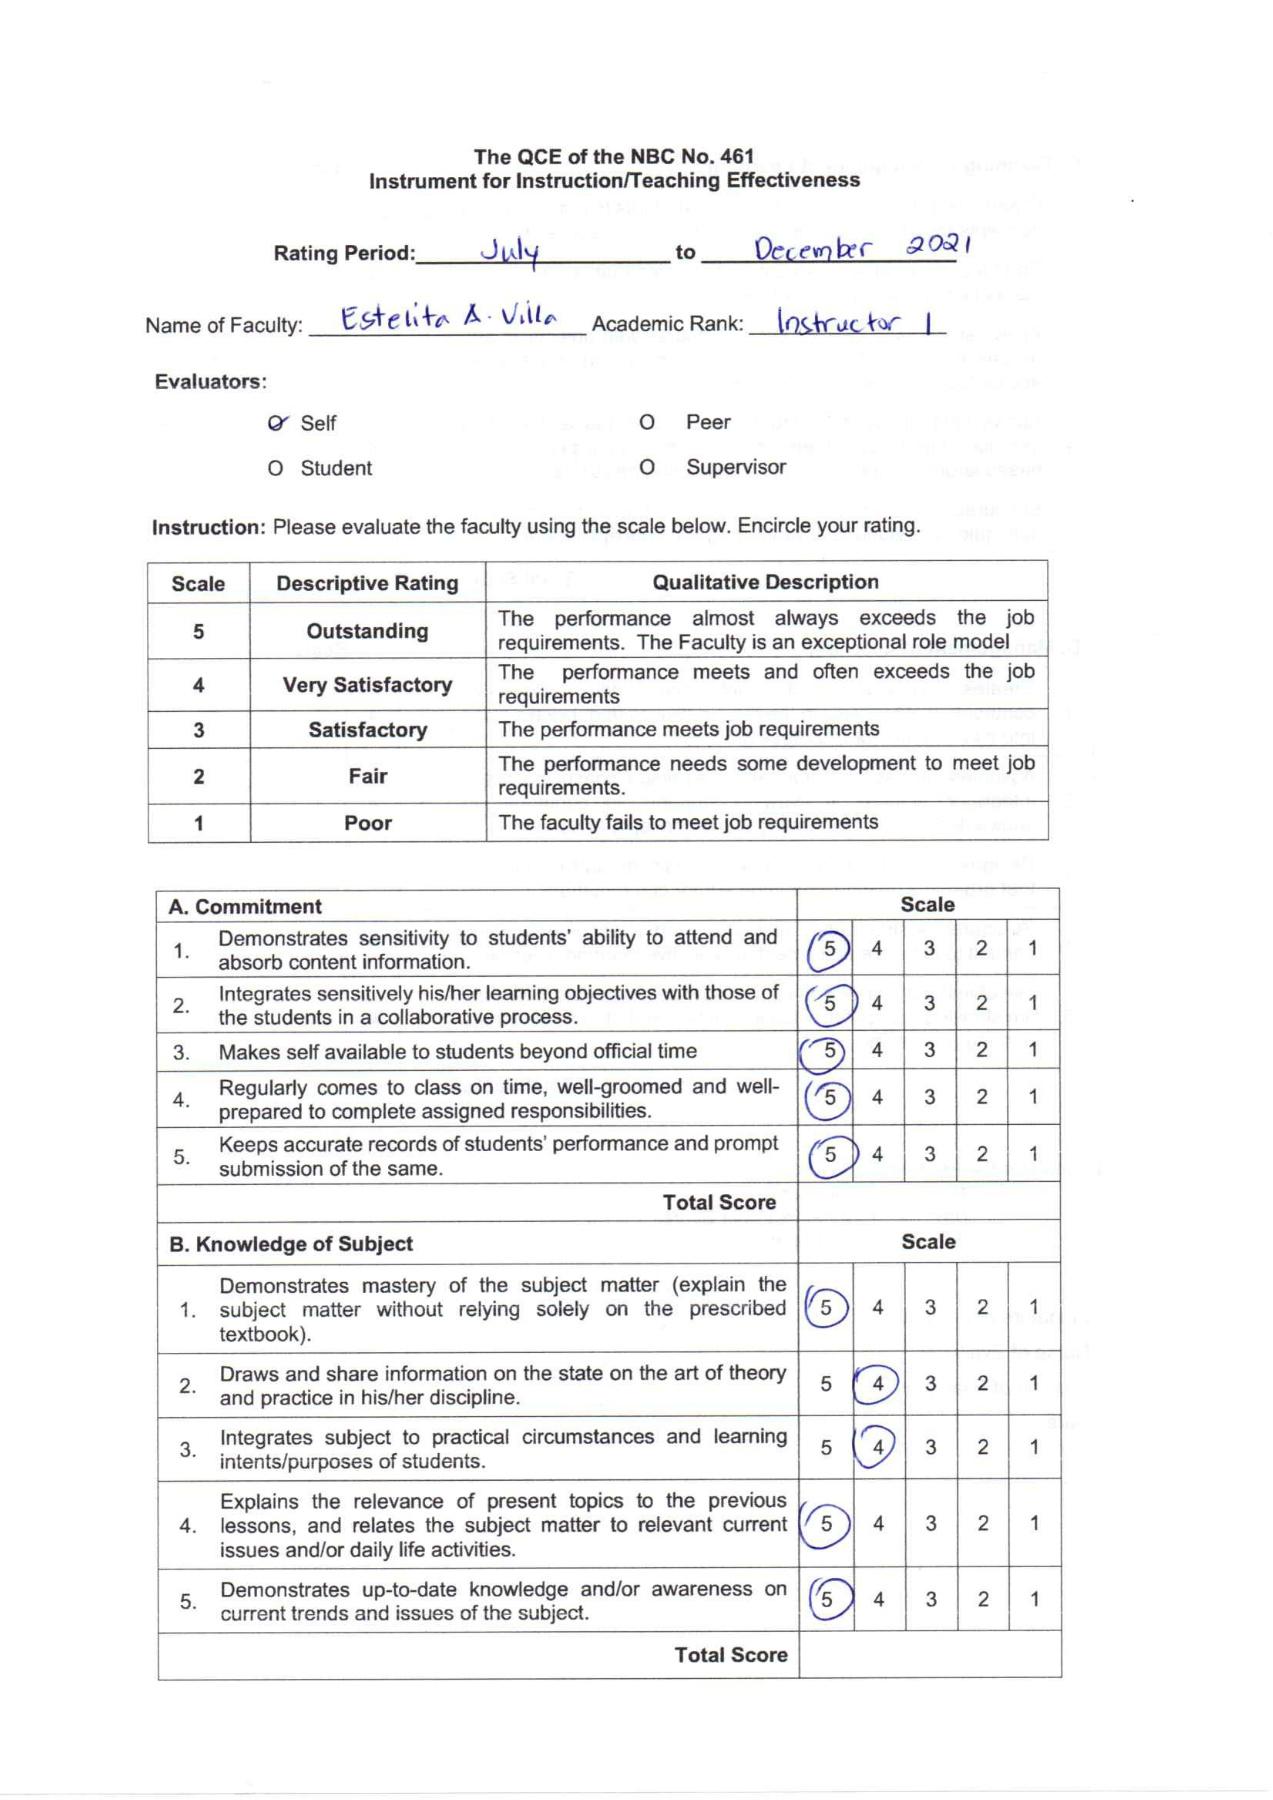 The QCE of the NBC No. 461
Instrument for Instruction/Teaching Effectiveness
Rating Period: July to December 2021
Name of Faculty: Estelita A. Villa Academic Rank: Instructor I
Evaluators:
Self O Peer
O Student O Supervisor
Instruction: Please evaluate the faculty using the scale below. Encircle your rating.
Scale Descriptive Rating Qualitative Description
5 Outstanding The performance almost always exceeds the job
requirements. The Faculty is an exceptional role model
4 Very Satisfactory The performance meets and often exceeds the job
requirements
3 Satisfactory The performance meets job requirements
2 Fair The performance needs some development to meet job
requirements.
1 Poor The faculty fails to meet job requirements
A. Commitment Scale
1. Demonstrates sensitivity to students' ability to attend and
absorb content information. 5 4 3 2 1
2. Integrates sensitively his/her learning objectives with those of
the students in a collaborative process. 5 4 3 2 1
3. Makes self available to students beyond official time 5 4 3 2 1
4. Regularly comes to class on time, well-groomed and well-
prepared to complete assigned responsibilities. 5 4 3 2 1
5. Keeps accurate records of students' performance and prompt
submission of the same. 5 4 3 2 1
Total Score
B. Knowledge of Subject Scale
Demonstrates mastery of the subject matter (explain the
1. subject matter without relying solely on the prescribed 5 4 3 2 1
textbook).
2. Draws and share information on the state on the art of theory
and practice in his/her discipline. 5 4 3 2 1
3. Integrates subject to practical circumstances and learning
intents/purposes of students. 5 4 3 2 1
Explains the relevance of present topics to the previous
4. lessons, and relates the subject matter to relevant current 5 4 3 2 1
issues and/or daily life activities.
5. Demonstrates up-to-date knowledge and/or awareness on
current trends and issues of the subject. 5 4 3 2 1
Total Score